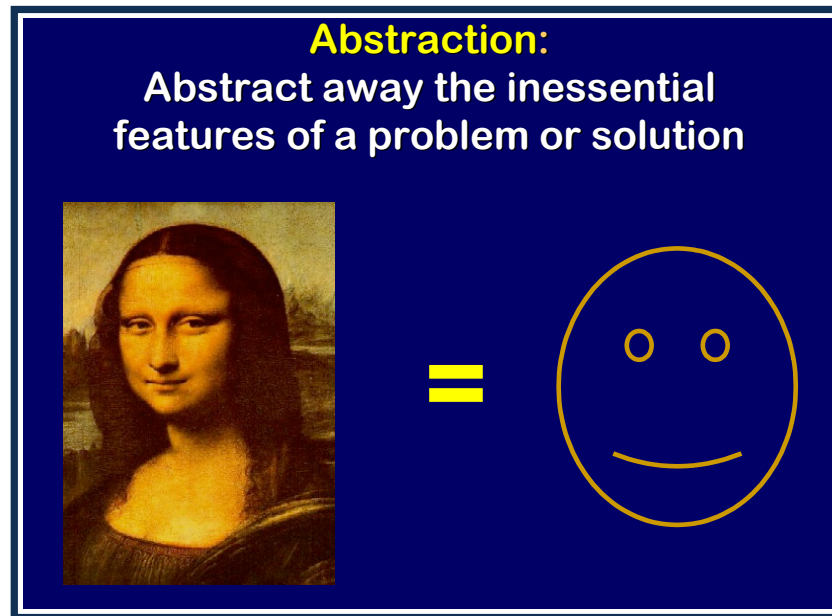 Abstraction:
Abstract away the inessential
features of a problem or solution
=